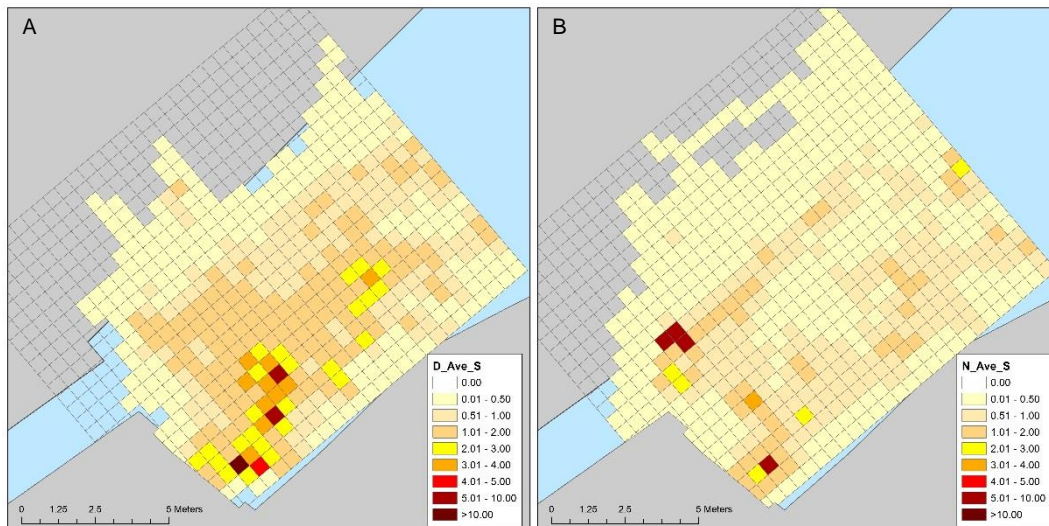 A
D_Ave_S
0.00
0.01 - 0.50
0.51 - 1.00
1.01 - 2.00
2.01 - 3.00
3.01 - 4.00
4.01 - 5.00
5.01 - 10.00
>10.00
0 1.25 2.5 5 Meters
B
N_Ave_S
0.00
0.01 - 0.50
0.51 - 1.00
1.01 - 2.00
2.01 - 3.00
3.01 - 4.00
4.01 - 5.00
5.01 - 10.00
>10.00
0 1.25 2.5 5 Meters